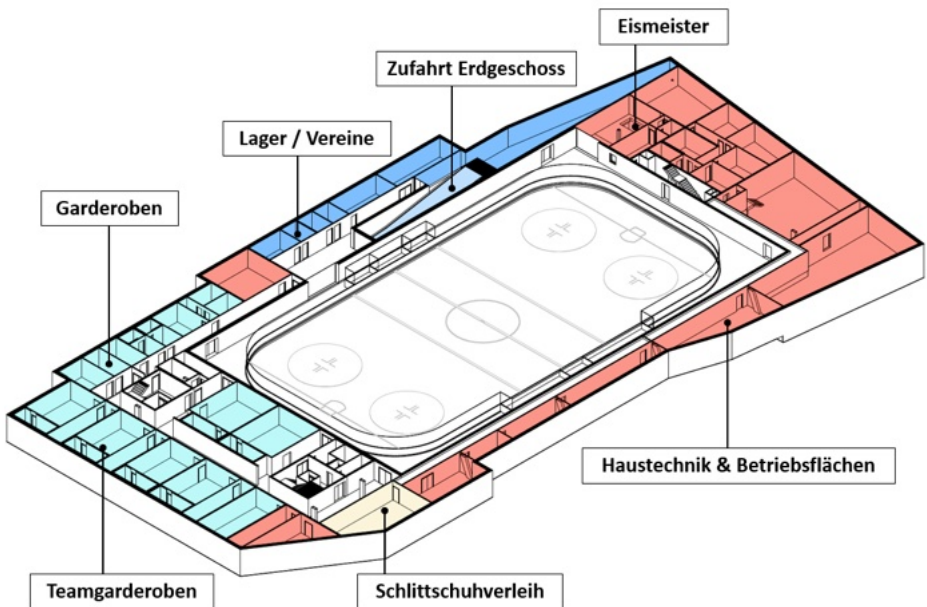 Eismeister
Zufahrt Erdgeschoss
Lager / Vereine
Garderoben
Haustechnik & Betriebsflächen
Teamgarderoben
Schlittschuhverleih